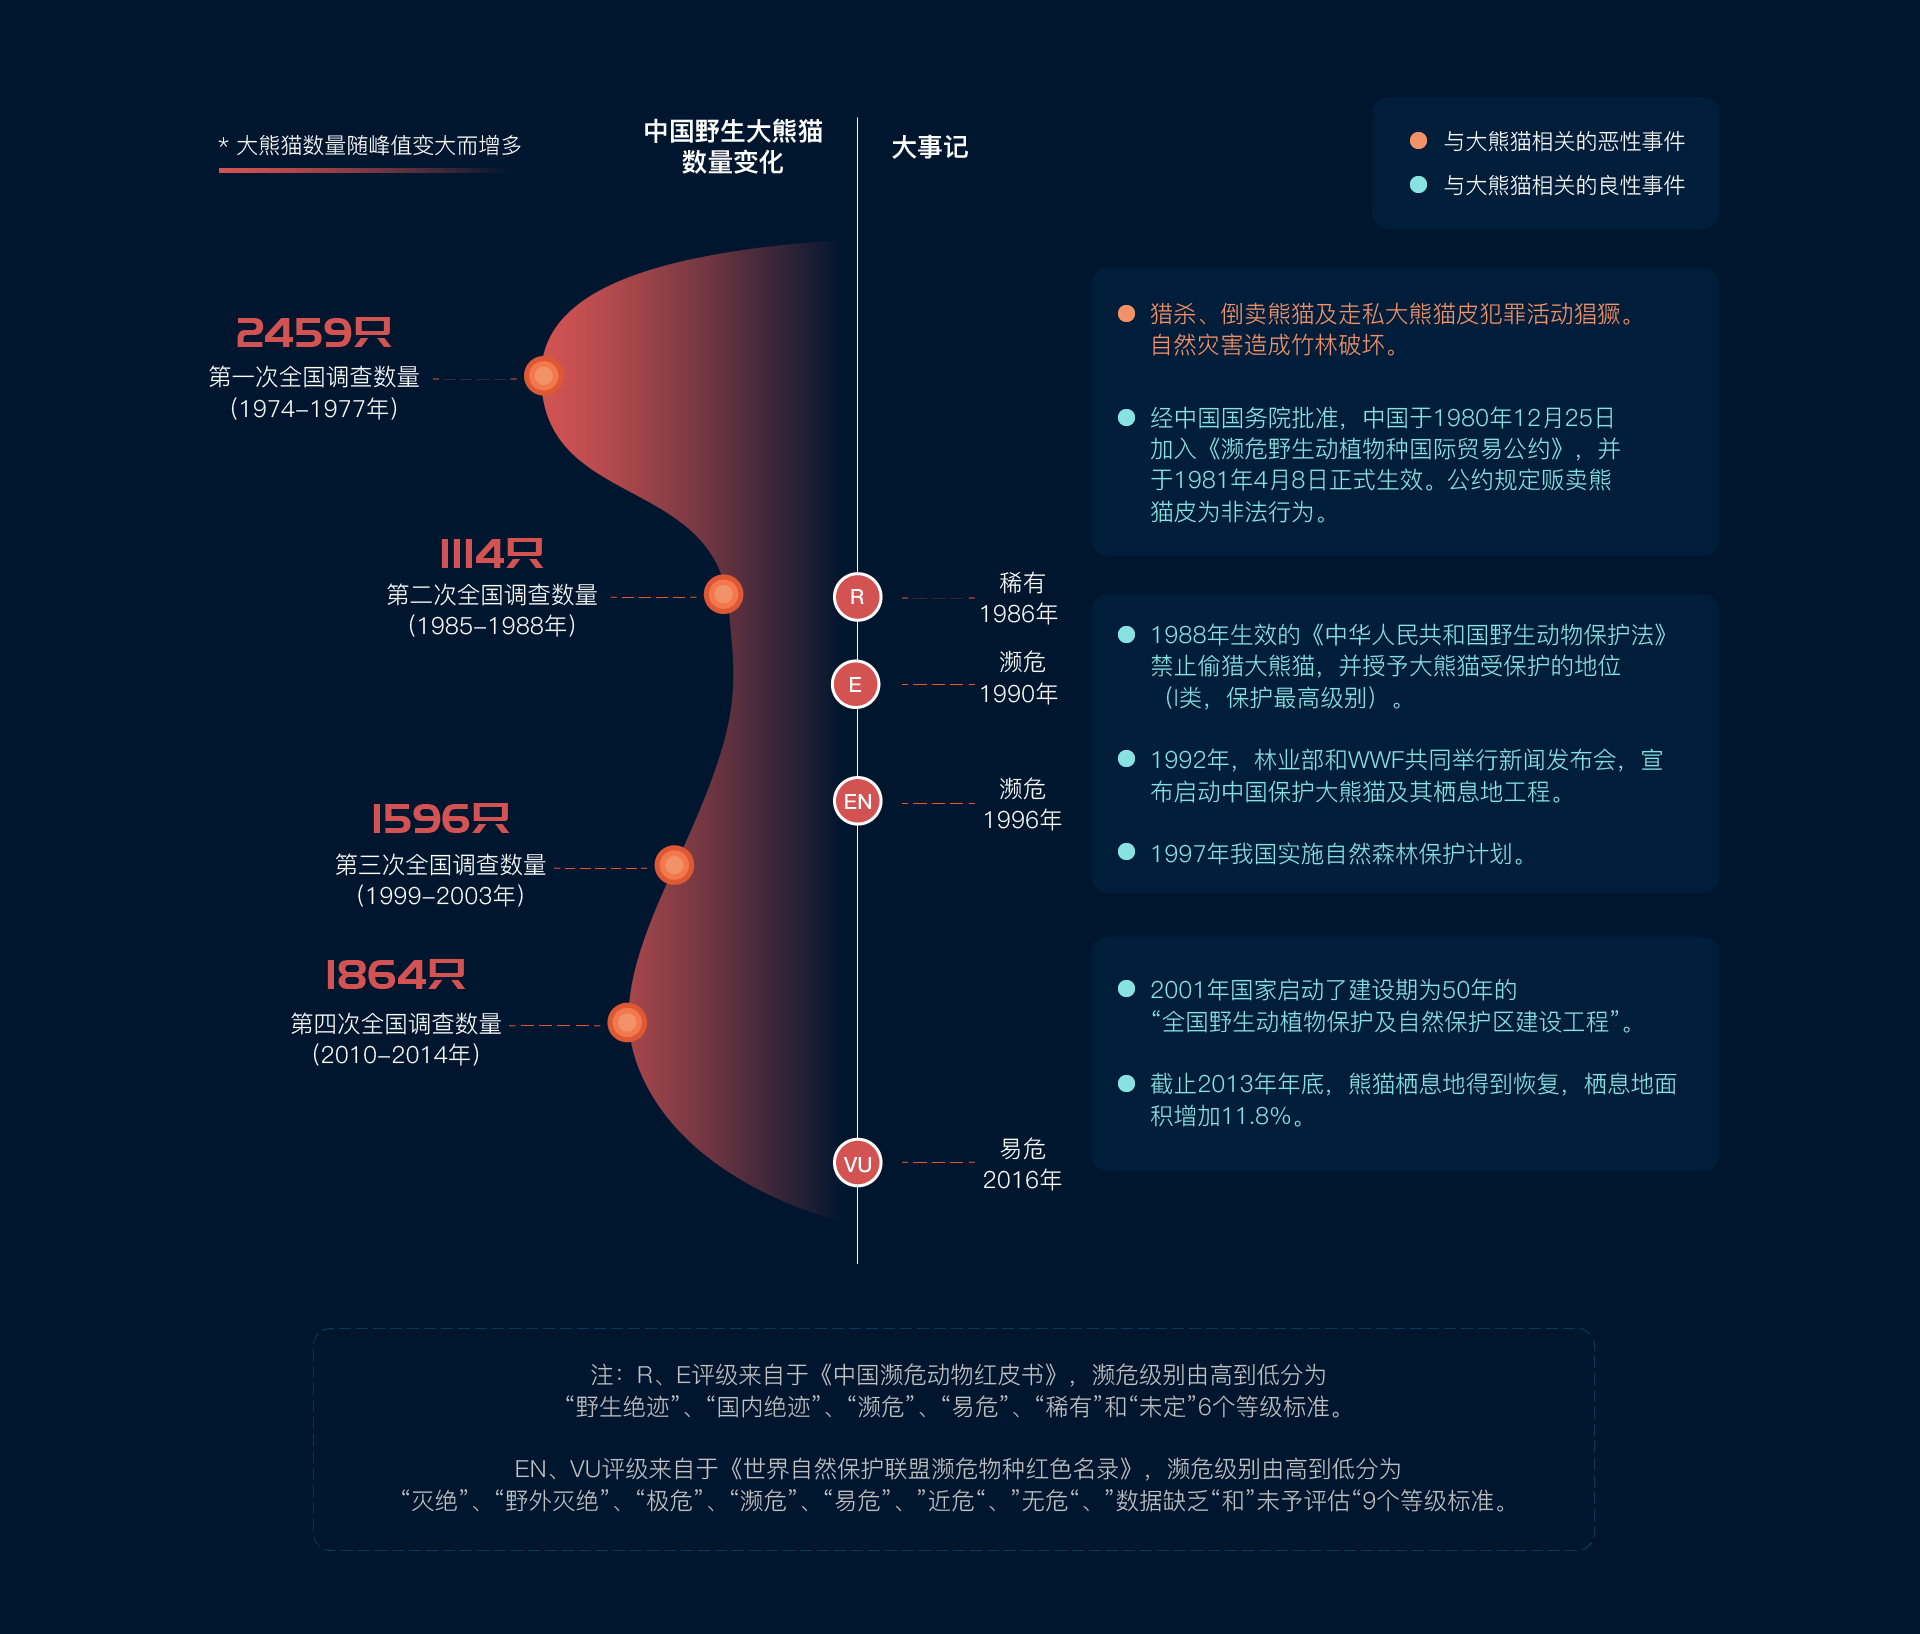 * 大熊猫数量随峰值变大而增多
中国野生大熊猫
数量变化
大事记
与大熊猫相关的恶性事件
与大熊猫相关的良性事件
2459只
第一次全国调查数量
(1974–1977年)
1114只
第二次全国调查数量
(1985–1988年)
1596只
第三次全国调查数量
(1999–2003年)
1864只
第四次全国调查数量
(2010–2014年)
R
稀有
1986年
E
濒危
1990年
EN
濒危
1996年
VU
易危
2016年
猎杀、倒卖熊猫及走私大熊猫皮犯罪活动猖獗。
自然灾害造成竹林破坏。
经中国国务院批准，中国于1980年12月25日
加入《濒危野生动植物种国际贸易公约》，并
于1981年4月8日正式生效。公约规定贩卖熊
猫皮为非法行为。
1988年生效的《中华人民共和国野生动物保护法》
禁止偷猎大熊猫，并授予大熊猫受保护的地位
（I类，保护最高级别）。
1992年，林业部和WWF共同举行新闻发布会，宣
布启动中国保护大熊猫及其栖息地工程。
1997年我国实施自然森林保护计划。
2001年国家启动了建设期为50年的
“全国野生动植物保护及自然保护区建设工程”。
截止2013年年底，熊猫栖息地得到恢复，栖息地面
积增加11.8%。
注：R、E评级来自于《中国濒危动物红皮书》，濒危级别由高到低分为
“野生绝迹”、“国内绝迹”、“濒危”、“易危”、“稀有”和“未定”6个等级标准。
EN、VU评级来自于《世界自然保护联盟濒危物种红色名录》，濒危级别由高到低分为
“灭绝”、“野外灭绝”、“极危”、“濒危”、“易危”、”近危“、”无危“、”数据缺乏“和”未予评估“9个等级标准。